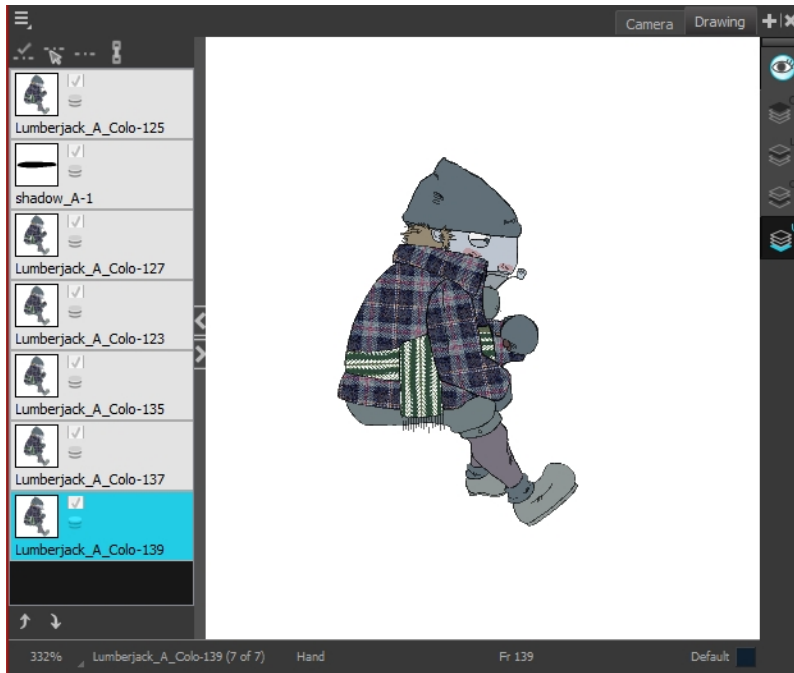 Camera
Drawing
Lumberjack_A_Colo-125
shadow_A-1
Lumberjack_A_Colo-127
Lumberjack_A_Colo-123
Lumberjack_A_Colo-135
Lumberjack_A_Colo-137
Lumberjack_A_Colo-139
332% Lumberjack_A_Colo-139 (7 of 7) Hand Fr 139 Default